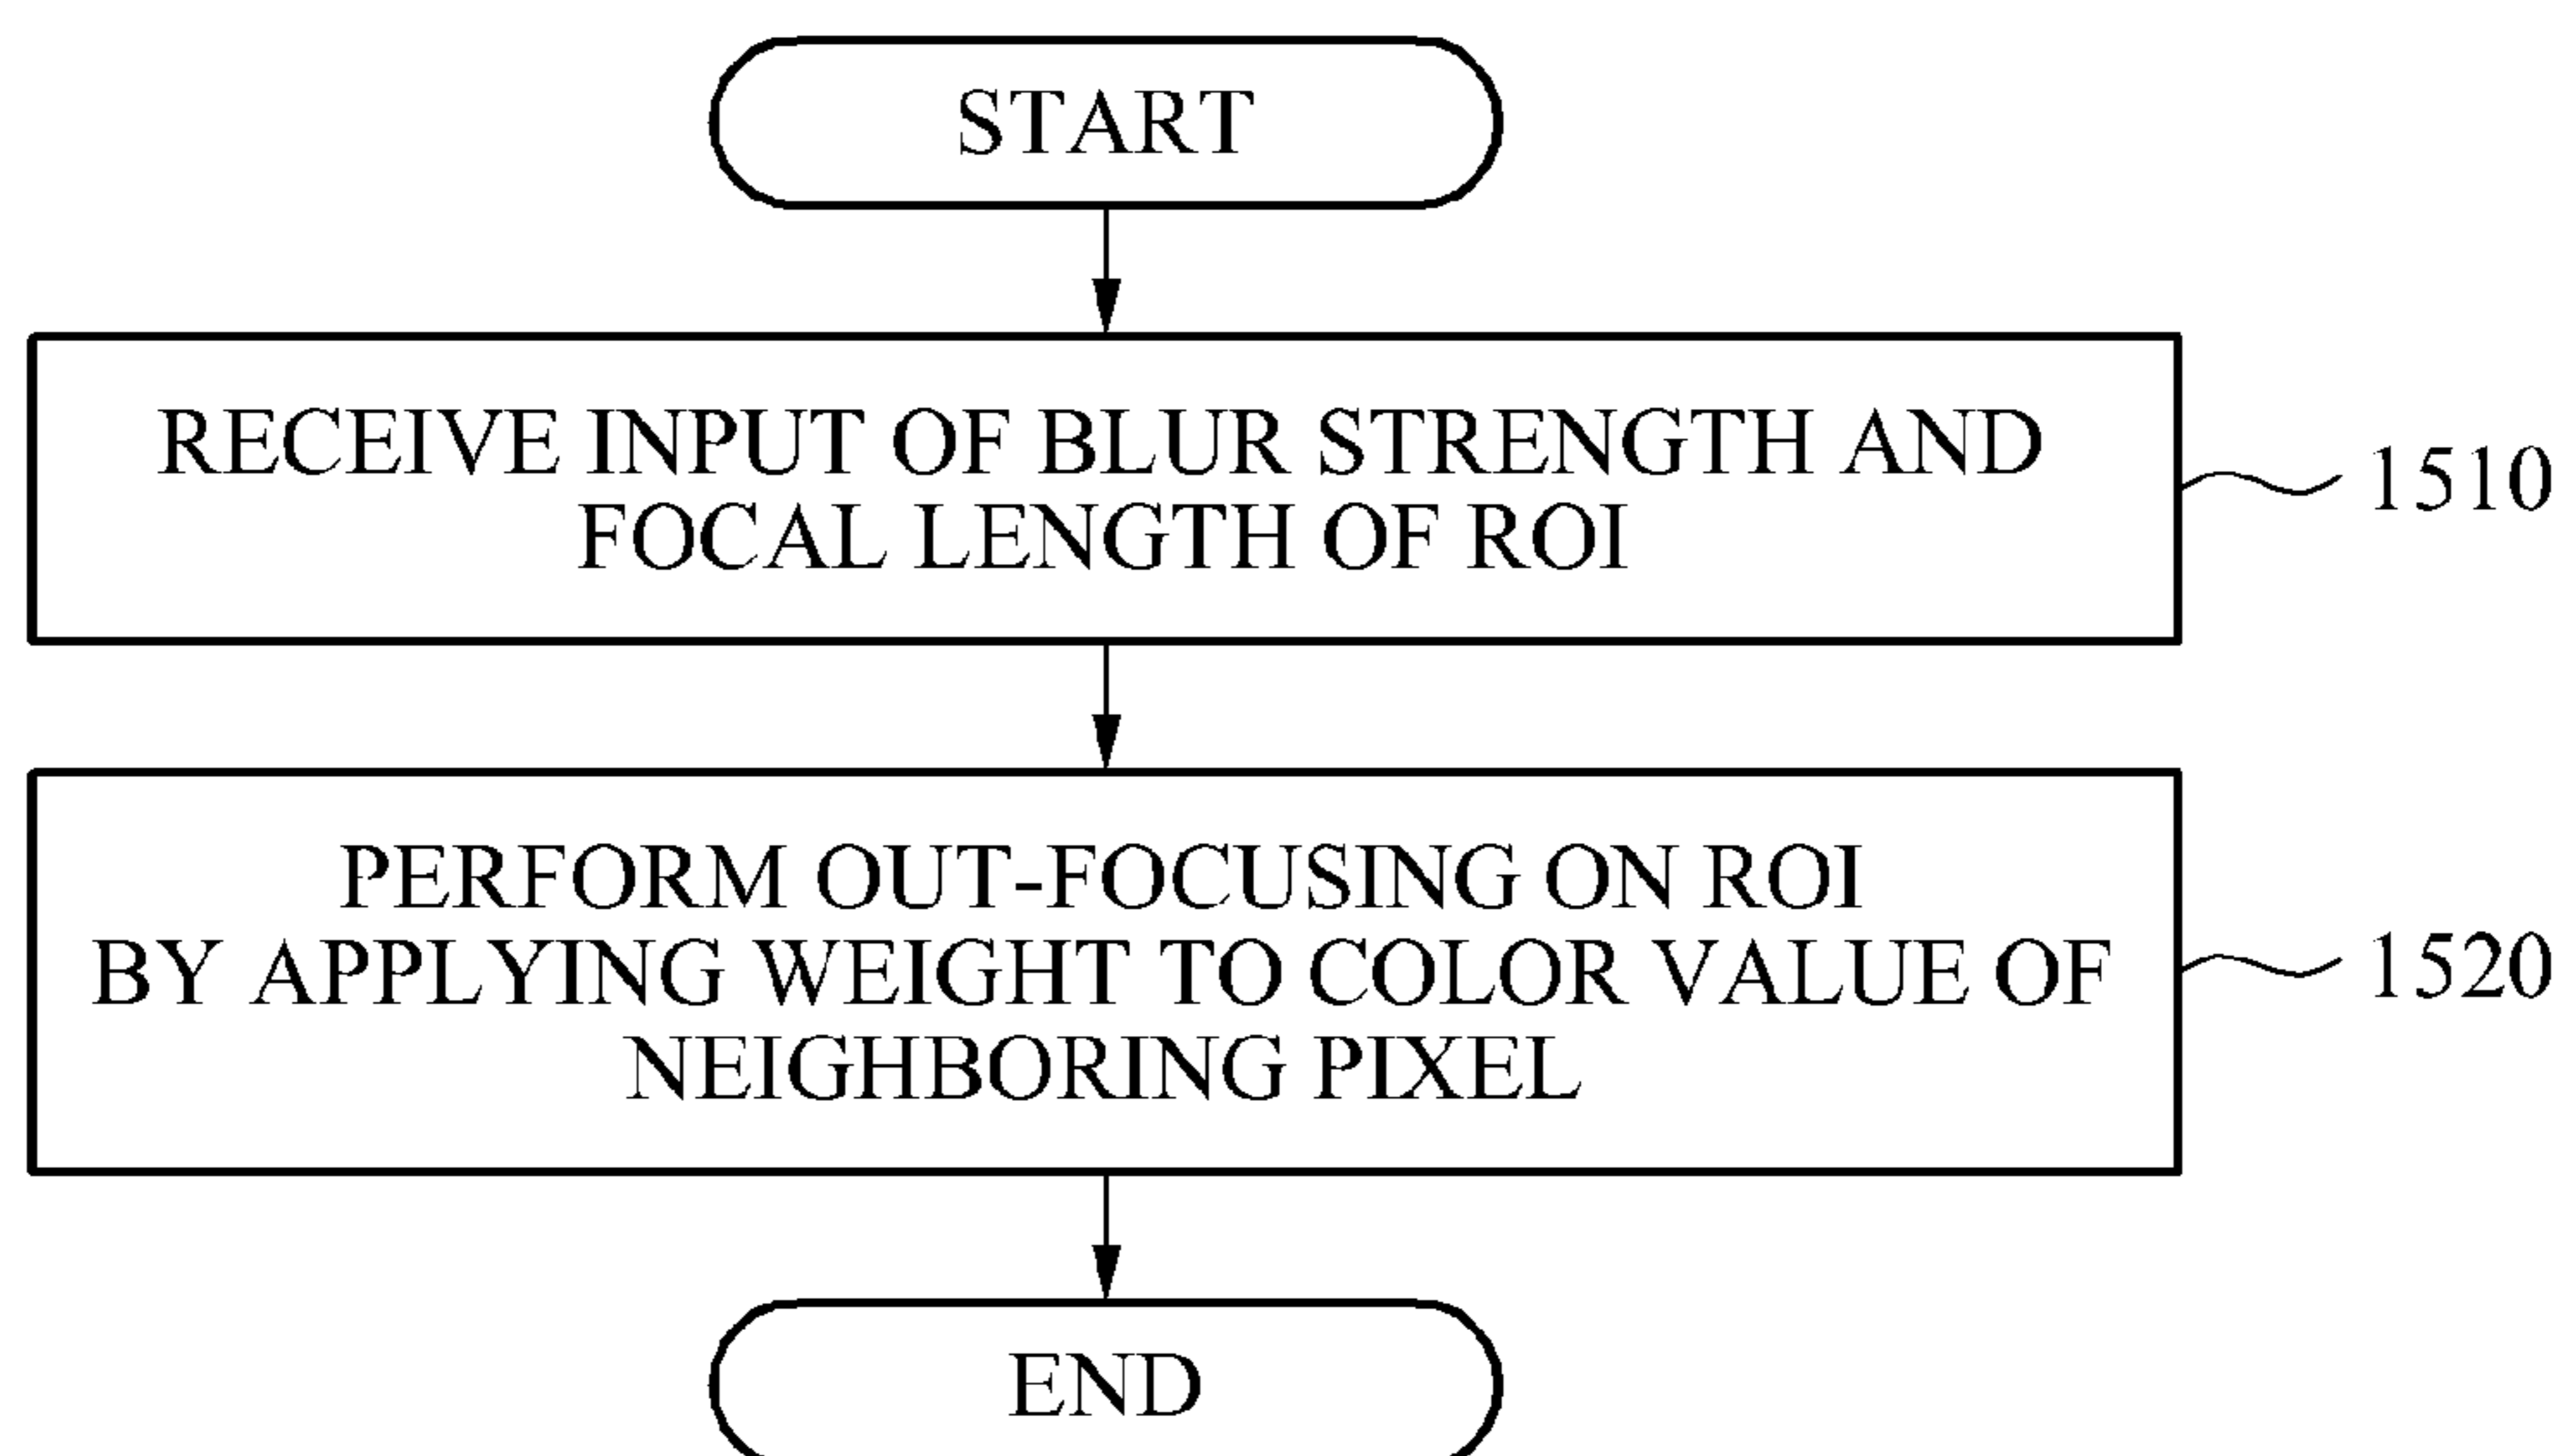 START
RECEIVE INPUT OF BLUR STRENGTH AND
FOCAL LENGTH OF ROI
1510
PERFORM OUT-FOCUSING ON ROI
BY APPLYING WEIGHT TO COLOR VALUE OF
NEIGHBORING PIXEL
1520
END